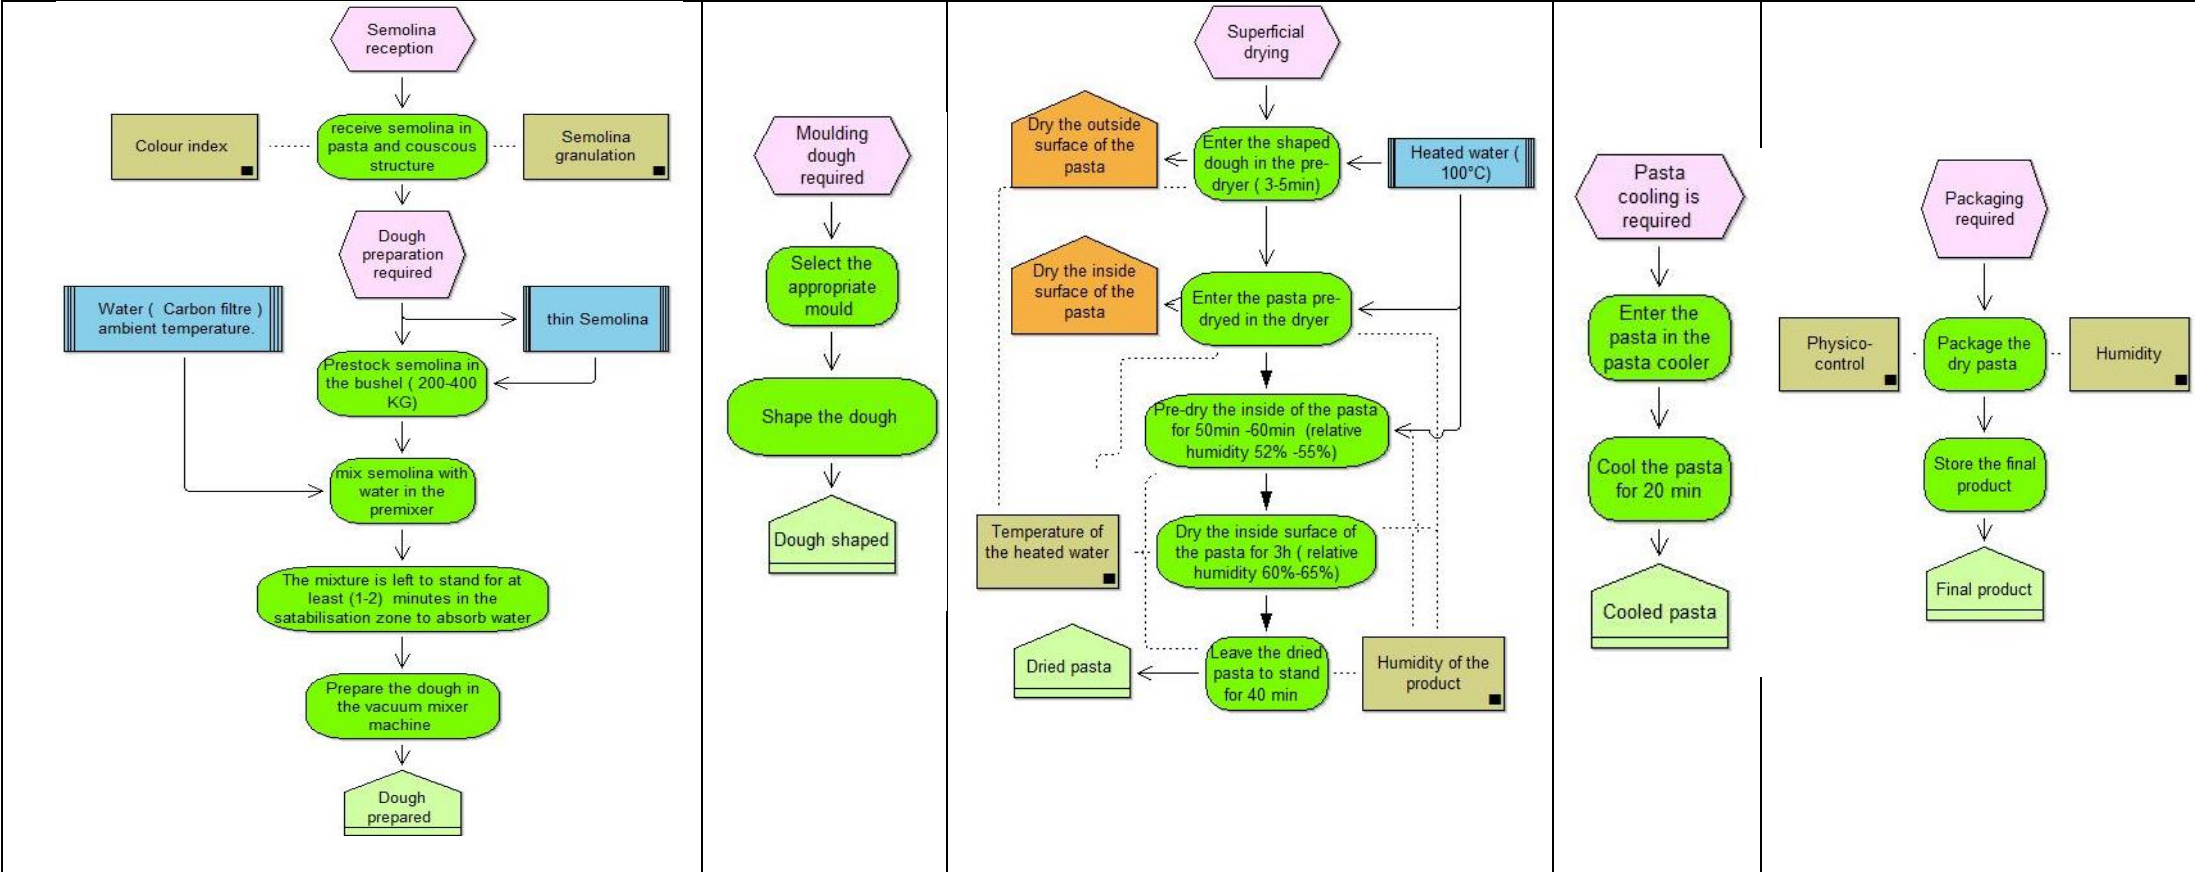 Semolina
reception
Colour index
receive semolina in
pasta and couscous
structure
Semolina
granulation
Dough
preparation
required
Water (  Carbon filtre )
ambient temperature.
thin Semolina
Prestock semolina in
the bushel ( 200-400
KG)
mix semolina with
water in the
premixer
The mixture is left to stand for at
least (1-2)  minutes in the
satabilisation zone to absorb water
Prepare the dough in
the vacuum mixer
machine
Dough
prepared
Moulding
dough
required
Select the
appropriate
mould
Shape the dough
Dough shaped
Superficial
drying
Dry the outside
surface of the
pasta
Enter the shaped
dough in the pre-
dryer ( 3-5min)
Heated water (
100°C)
Dry the inside
surface of the
pasta
Enter the pasta pre-
dryed in the dryer
Pre-dry the inside of the pasta
for 50min -60min  (relative
humidity 52% -55%)
Temperature of
the heated water
Dry the inside surface of
the pasta for 3h ( relative
humidity 60%-65%)
Dried pasta
Leave the dried
pasta to stand
for 40 min
Humidity of the
product
Pasta
cooling is
required
Enter the
pasta in the
pasta cooler
Cool the pasta
for 20 min
Cooled pasta
Packaging
required
Physico-
control
Package the
dry pasta
Humidity
Store the final
product
Final product